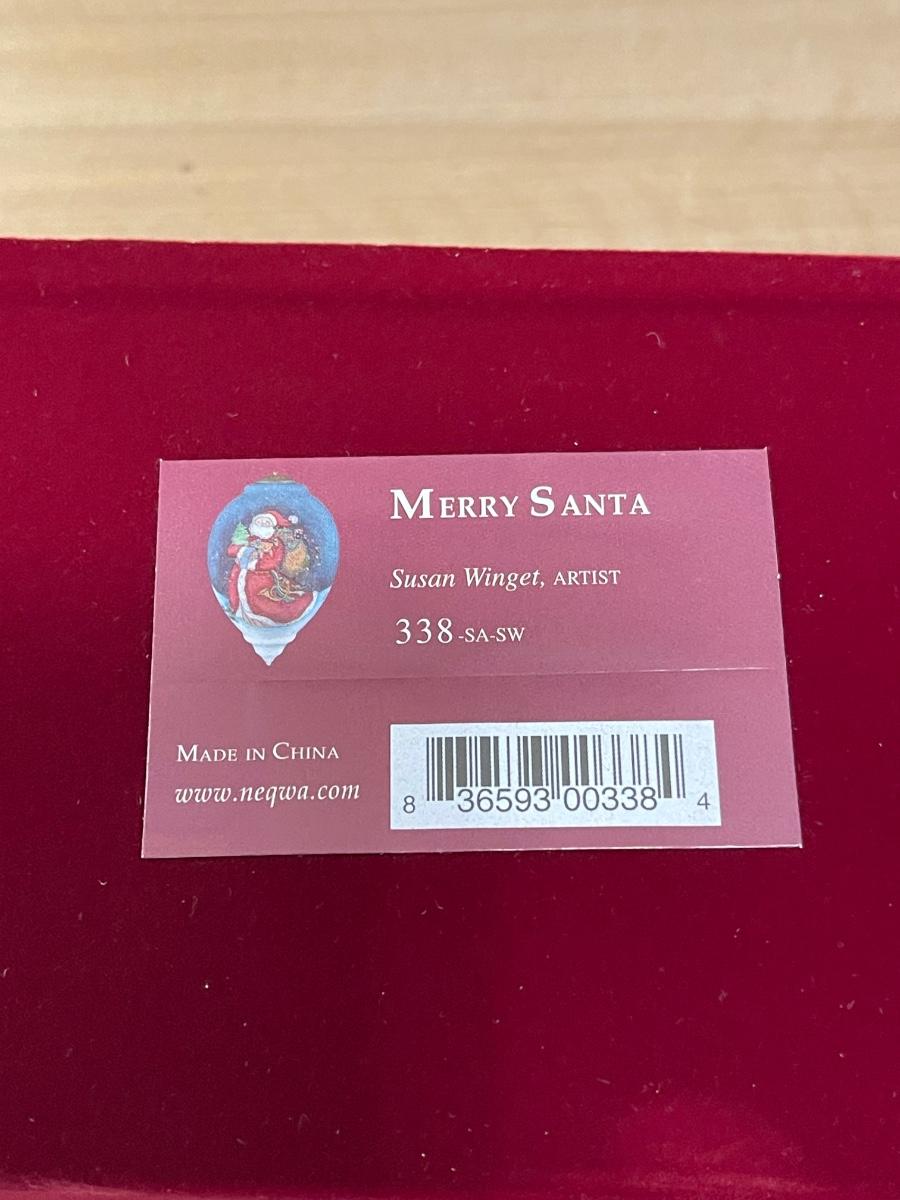 MERRY SANTA
Susan Winget, ARTIST
338-SA-SW
MADE IN CHINA
www.neqwa.com
8 36593 00338 4